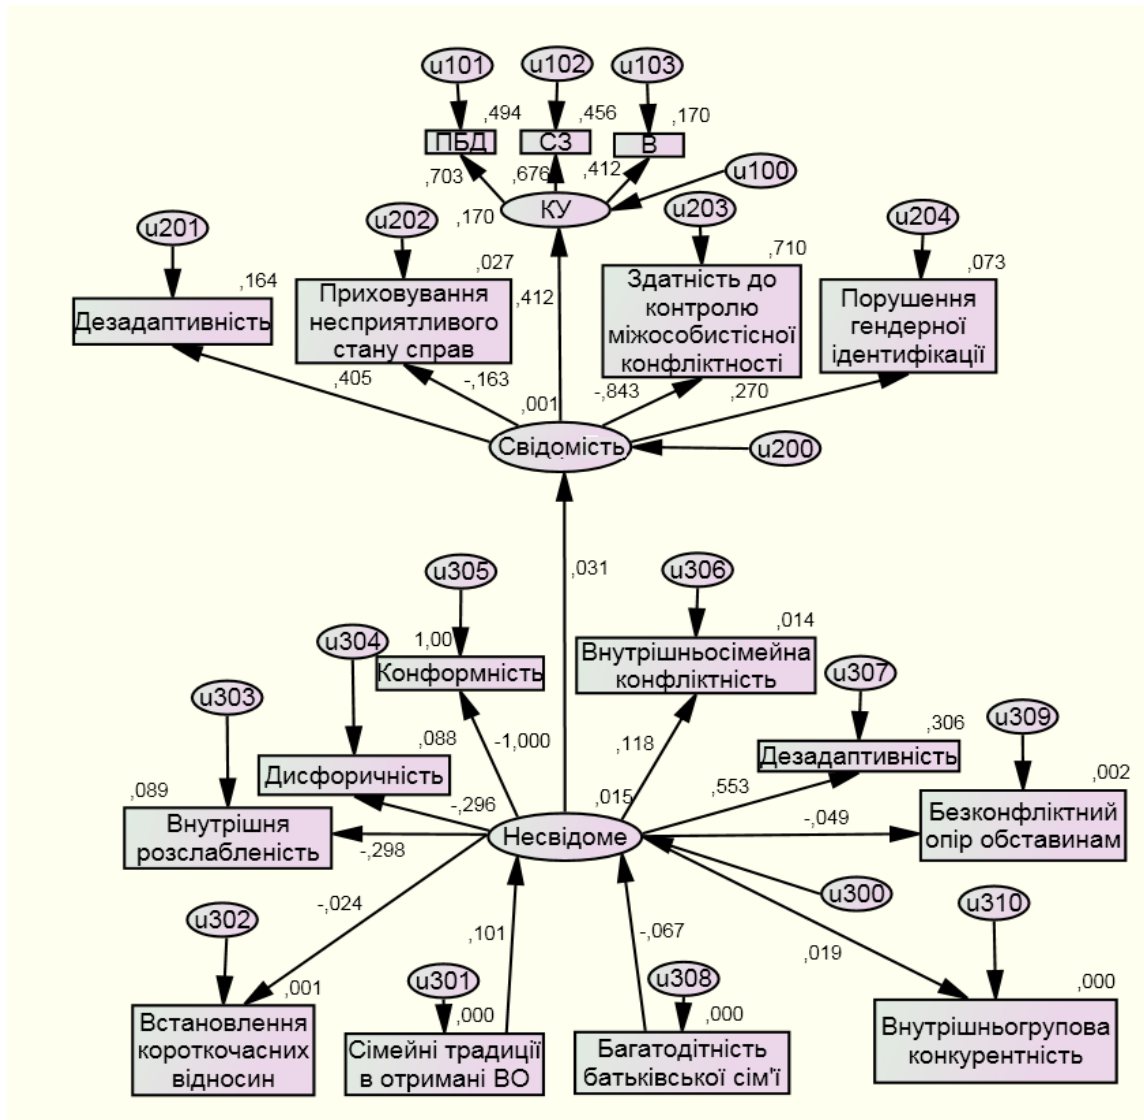 u101
u102
u103
,494
,456
,170
ПБД
СЗ
В
,703
,676
,412
u100
КУ
,170
u201
u202
u203
u204
,164
,027
,710
,073
Дезадаптивність
Приховування
несприятливого
стану справ
,412
Здатність до
контролю
міжособистісної
конфліктності
Порушення
гендерної
ідентифікації
,405
-,163
,001
-,843
,270
Свідомість
u200
,031
u305
u306
u304
1,00
,014
Конформність
Внутрішньосімейна
конфліктність
u303
u307
u309
,088
-1,000
,118
,306
Дисфоричність
Дезадаптивність
,089
,002
-,296
,015
,553
Внутрішня
розслабленість
-,298
Несвідоме
-,049
Безконфліктний
опір обставинам
u302
-,024
,101
-,067
u300
u310
,019
u301
u308
,001
,000
,000
,000
Встановлення
короткочасних
відносин
Сімейні традиції
в отримані ВО
Багатодітність
батьківської сім'ї
Внутрішньогрупова
конкурентність